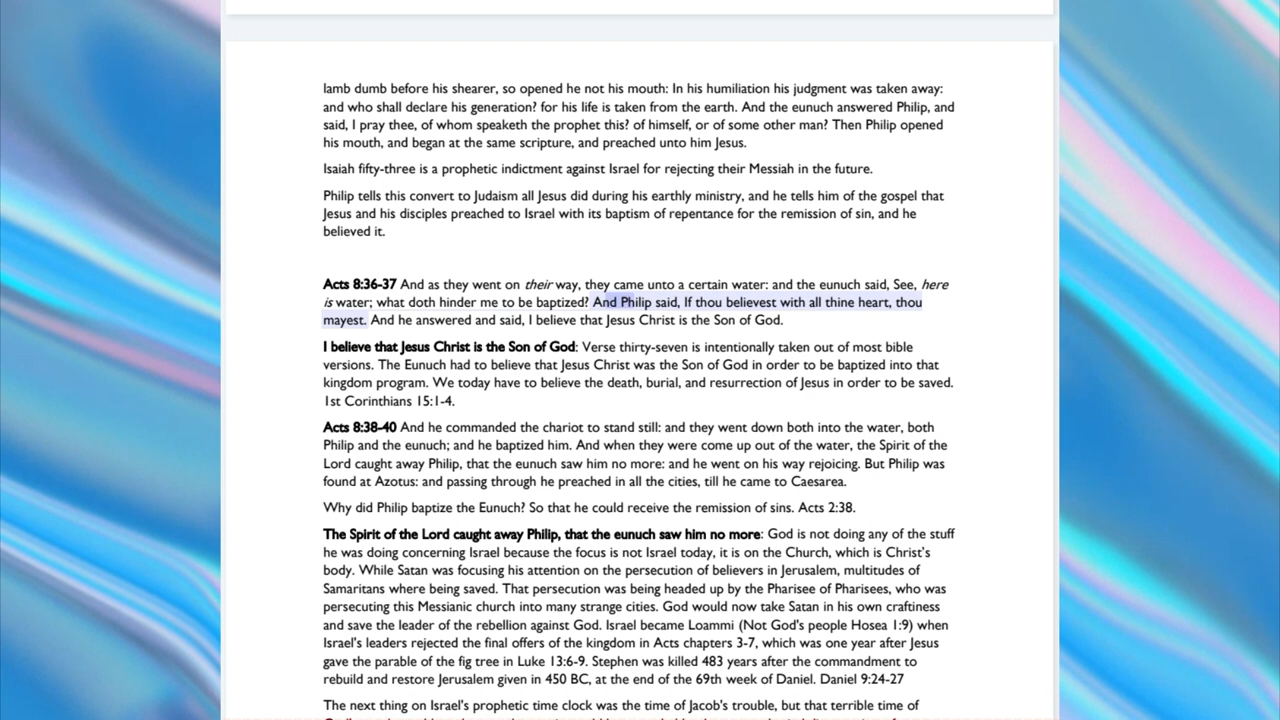 lamb dumb before his shearer, so opened he not his mouth: In his humiliation his judgment was taken away:
and who shall declare his generation? for his life is taken from the earth. And the eunuch answered Philip, and
said, I pray thee, of whom speaketh the prophet this? of himself, or of some other man? Then Philip opened
his mouth, and began at the same scripture, and preached unto him Jesus.
Isaiah fifty-three is a prophetic indictment against Israel for rejecting their Messiah in the future.
Philip tells this convert to Judaism all Jesus did during his earthly ministry, and he tells him of the gospel that
Jesus and his disciples preached to Israel with its baptism of repentance for the remission of sin, and he
believed it.
Acts 8:36-37 And as they went on their way, they came unto a certain water: and the eunuch said, See, here
is water; what doth hinder me to be baptized? And Philip said, If thou believest with all thine heart, thou
mayest. And he answered and said, I believe that Jesus Christ is the Son of God.
I believe that Jesus Christ is the Son of God: Verse thirty-seven is intentionally taken out of most bible
versions. The Eunuch had to believe that Jesus Christ was the Son of God in order to be baptized into that
kingdom program. We today have to believe the death, burial, and resurrection of Jesus in order to be saved.
1st Corinthians 15:1-4.
Acts 8:38-40 And he commanded the chariot to stand still: and they went down both into the water, both
Philip and the eunuch; and he baptized him. And when they were come up out of the water, the Spirit of the
Lord caught away Philip, that the eunuch saw him no more: and he went on his way rejoicing. But Philip was
found at Azotus: and passing through he preached in all the cities, till he came to Caesarea.
Why did Philip baptize the Eunuch? So that he could receive the remission of sins. Acts 2:38.
The Spirit of the Lord caught away Philip, that the eunuch saw him no more: God is not doing any of the stuff
he was doing concerning Israel because the focus is not Israel today, it is on the Church, which is Christ's
body. While Satan was focusing his attention on the persecution of believers in Jerusalem, multitudes of
Samaritans where being saved. That persecution was being headed up by the Pharisee of Pharisees, who was
persecuting this Messianic church into many strange cities. God would now take Satan in his own craftiness
and save the leader of the rebellion against God. Israel became Loammi (Not God's people Hosea 1:9) when
Israel's leaders rejected the final offers of the kingdom in Acts chapters 3-7, which was one year after Jesus
gave the parable of the fig tree in Luke 13:6-9. Stephen was killed 483 years after the commandment to
rebuild and restore Jerusalem given in 450 BC, at the end of the 69th week of Daniel. Daniel 9:24-27
The next thing on Israel's prophetic time clock was the time of Jacob's trouble, but that terrible time of